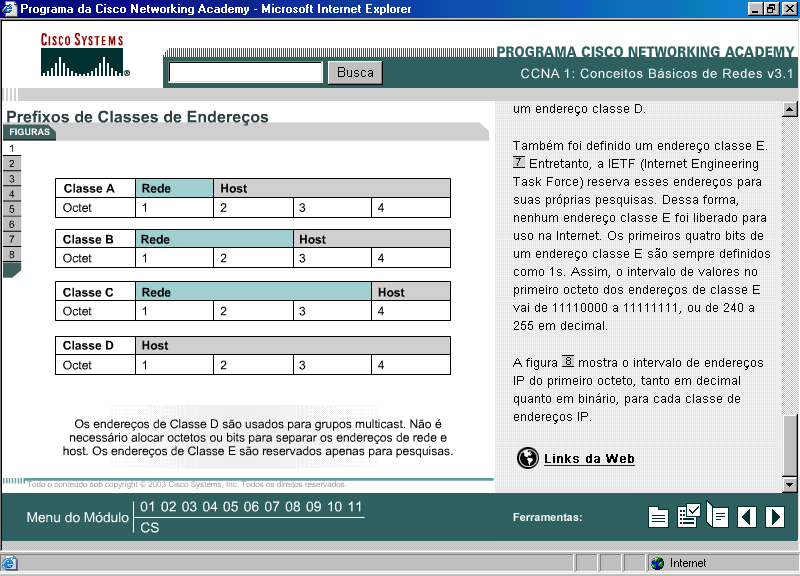 Programa da Cisco Networking Academy - Microsoft Internet Explorer
CISCO SYSTEMS
Busca
PROGRAMA CISCO NETWORKING ACADEMY
CCNA 1: Conceitos Básicos de Redes v3.1
Prefixos de Classes de Endereços
FIGURAS
1
2
3
4
5
6
7
8
Classe A Rede Host
Octet 1 2 3 4
Classe B Rede Host
Octet 1 2 3 4
Classe C Rede Host
Octet 1 2 3 4
Classe D Host
Octet 1 2 3 4
Os endereços de Classe D são usados para grupos multicast. Não é
necessário alocar octetos ou bits para separar os endereços de rede e
host. Os endereços de Classe E são reservados apenas para pesquisas.
Todo o conteúdo sob copyright © 2003 Cisco Systems, Inc. Todos os direitos reservados.
um endereço classe D.
Também foi definido um endereço classe E.
7 Entretanto, a IETF (Internet Engineering
Task Force) reserva esses endereços para
suas próprias pesquisas. Dessa forma,
nenhum endereço classe E foi liberado para
uso na Internet. Os primeiros quatro bits de
um endereço classe E são sempre definidos
como 1s. Assim, o intervalo de valores no
primeiro octeto dos endereços de classe E
vai de 11110000 a 11111111, ou de 240 a
255 em decimal.
A figura 8 mostra o intervalo de endereços
IP do primeiro octeto, tanto em decimal
quanto em binário, para cada classe de
endereços IP.
Links da Web
Menu do Módulo
01 02 03 04 05 06 07 08 09 10 11
CS
Ferramentas:
Internet